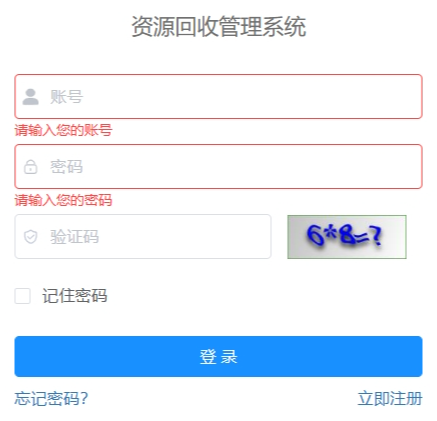 资源回收管理系统
账号
请输入您的账号
密码
请输入您的密码
验证码 6*8=?
记住密码
登 录
忘记密码? 立即注册